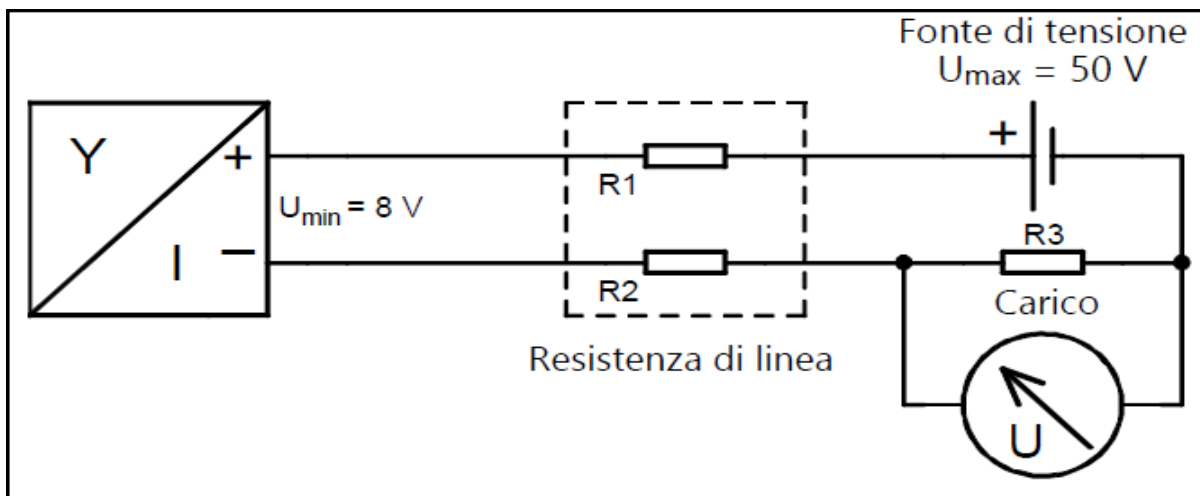 Fonte di tensione
Umax = 50 V
Y
+
+
R1
Umin = 8 V
I
−
R2
R3
Carico
Resistenza di linea
U